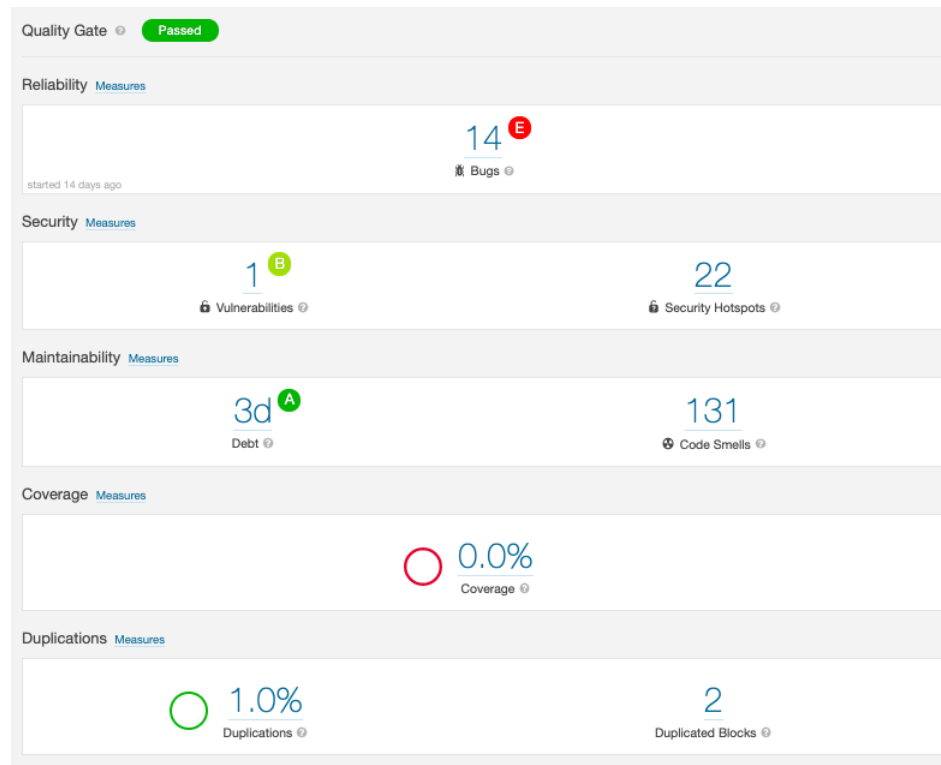 Quality Gate Passed
Reliability Measures
14 E
Bugs
started 14 days ago
Security Measures
1 B
Vulnerabilities
22
Security Hotspots
Maintainability Measures
3d A
Debt
131
Code Smells
Coverage Measures
0.0%
Coverage
Duplications Measures
1.0%
Duplications
2
Duplicated Blocks